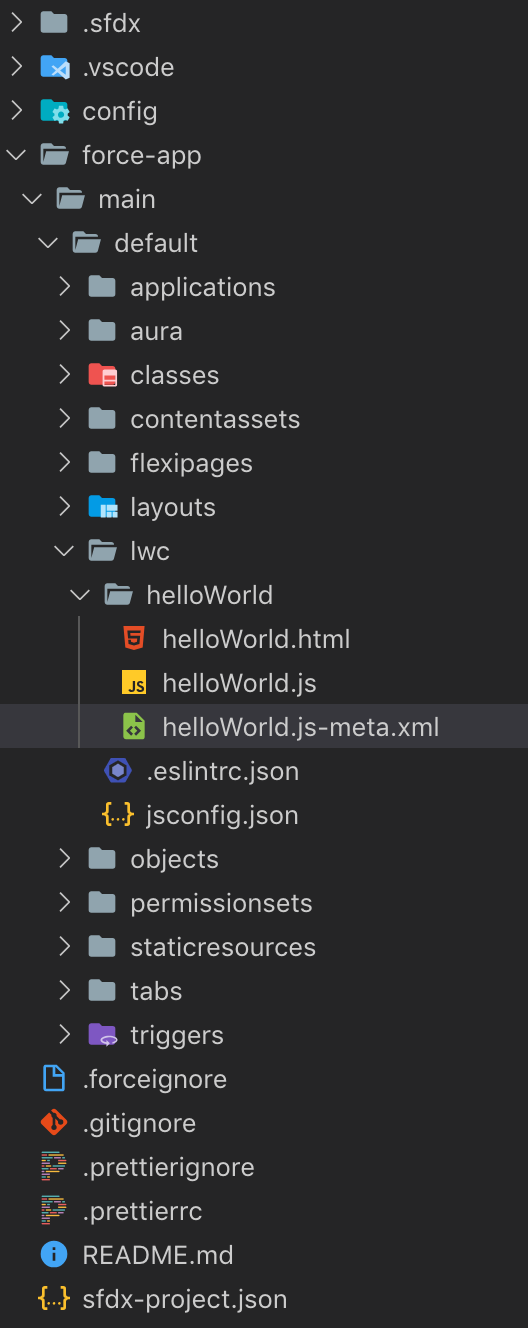 .sfdx
.vscode
config
force-app
main
default
applications
aura
classes
contentassets
flexipages
layouts
lwc
helloWorld
helloWorld.html
JS helloWorld.js
helloWorld.js-meta.xml
.eslintrc.json
{..} jsconfig.json
objects
permissionsets
staticresources
tabs
triggers
.forceignore
.gitignore
.prettierignore
.prettierrc
README.md
{..} sfdx-project.json